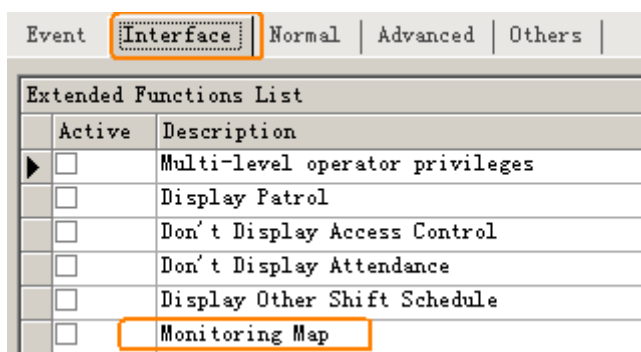 Event Interface Normal Advanced Others
Extended Functions List
Active Description
Multi-level operator privileges
Display Patrol
Don't Display Access Control
Don't Display Attendance
Display Other Shift Schedule
Monitoring Map